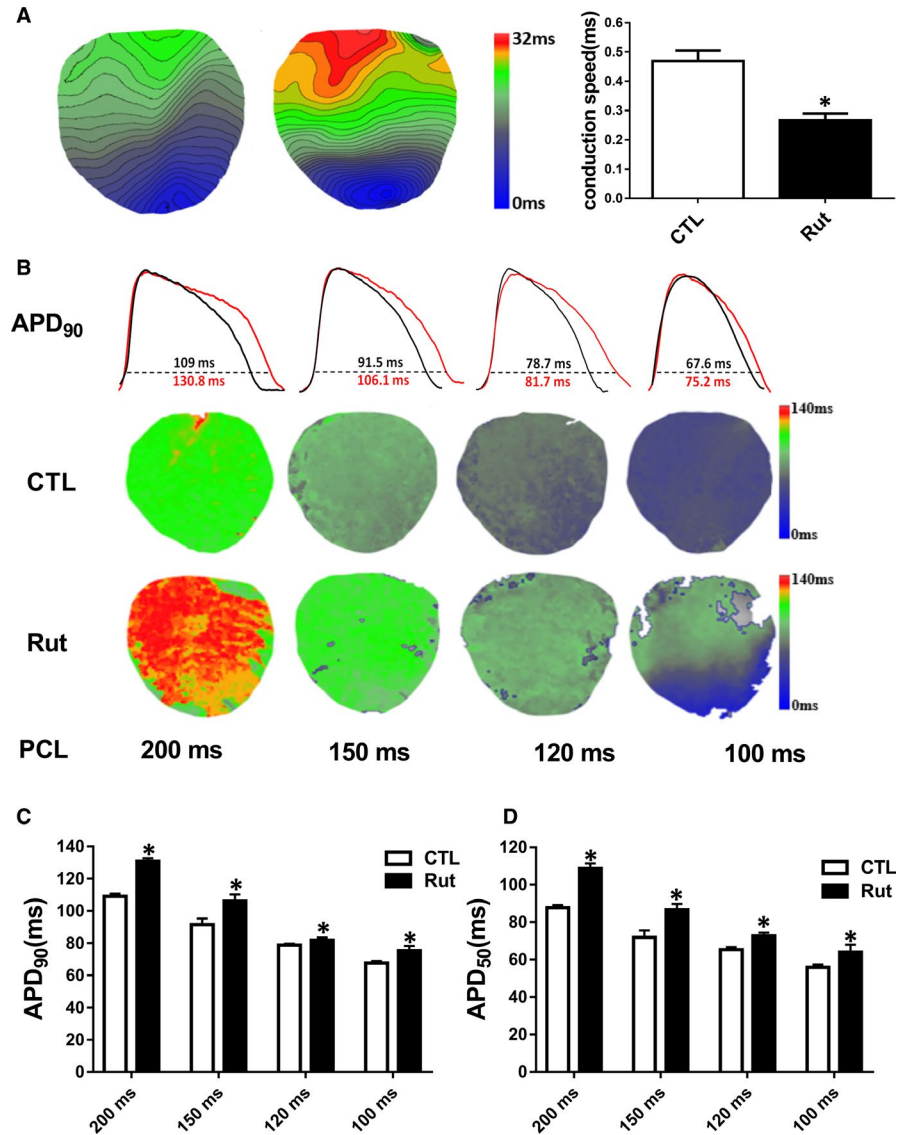 A
32ms
0ms
conduction speed(ms)
0.6
0.5
0.4
0.3
0.2
0.1
0.0
*
CTL
Rut
B
APD90
109 ms
130.8 ms
91.5 ms
106.1 ms
78.7 ms
81.7 ms
67.6 ms
75.2 ms
CTL
140ms
0ms
Rut
140ms
0ms
PCL
200 ms
150 ms
120 ms
100 ms
C
APD90(ms)
140
120
100
80
60
40
20
0
* * * *
CTL
Rut
200 ms
150 ms
120 ms
100 ms
D
APD50(ms)
120
100
80
60
40
20
0
* * * *
CTL
Rut
200 ms
150 ms
120 ms
100 ms